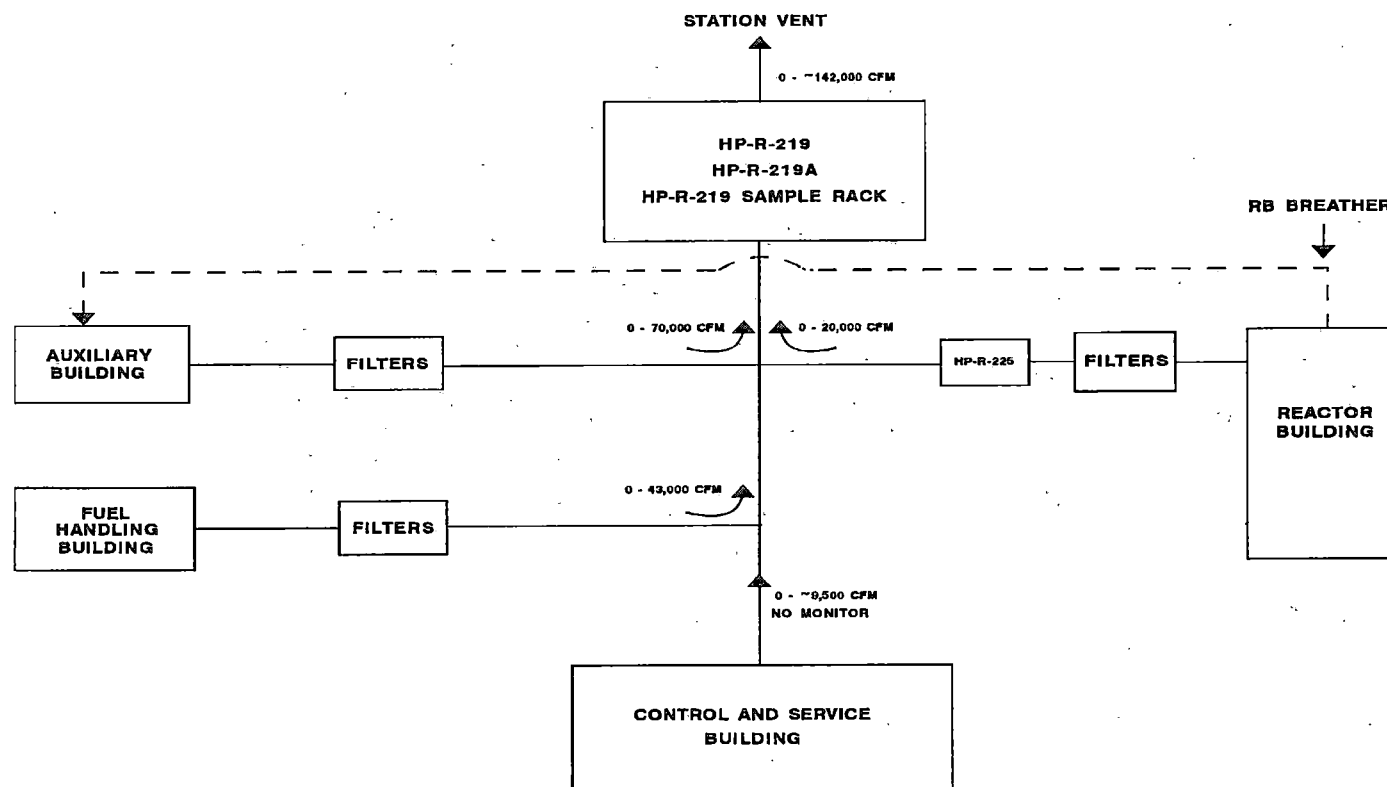 STATION VENT
0 - ~142,000 CFM
HP-R-219
HP-R-219A
HP-R-219 SAMPLE RACK
RB BREATHER
0 - 70,000 CFM
0 - 20,000 CFM
AUXILIARY
BUILDING
FILTERS
HP-R-225
FILTERS
REACTOR
BUILDING
0 - 43,000 CFM
FUEL
HANDLING
BUILDING
FILTERS
0 - ~9,500 CFM
NO MONITOR
CONTROL AND SERVICE
BUILDING